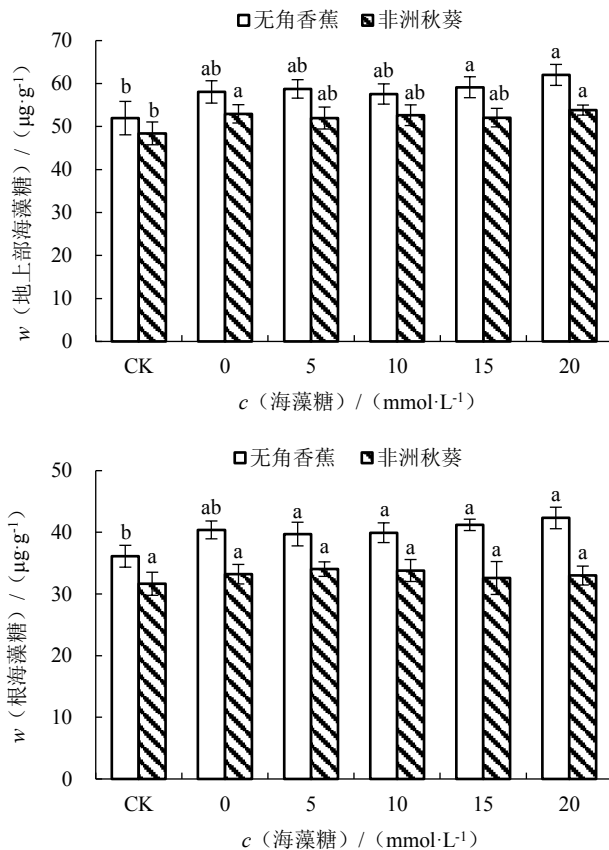 无角香蕉 非洲秋葵
70
60
50
40
30
20
10
0
w（地上部海藻糖）/（μg·g-1）
b b ab a ab ab ab ab a ab a a
CK 0 5 10 15 20
c（海藻糖）/（mmol·L-1）
无角香蕉 非洲秋葵
50
40
30
20
10
0
w（根海藻糖）/（μg·g-1）
b a ab a a a a a a a a a
CK 0 5 10 15 20
c（海藻糖）/（mmol·L-1）